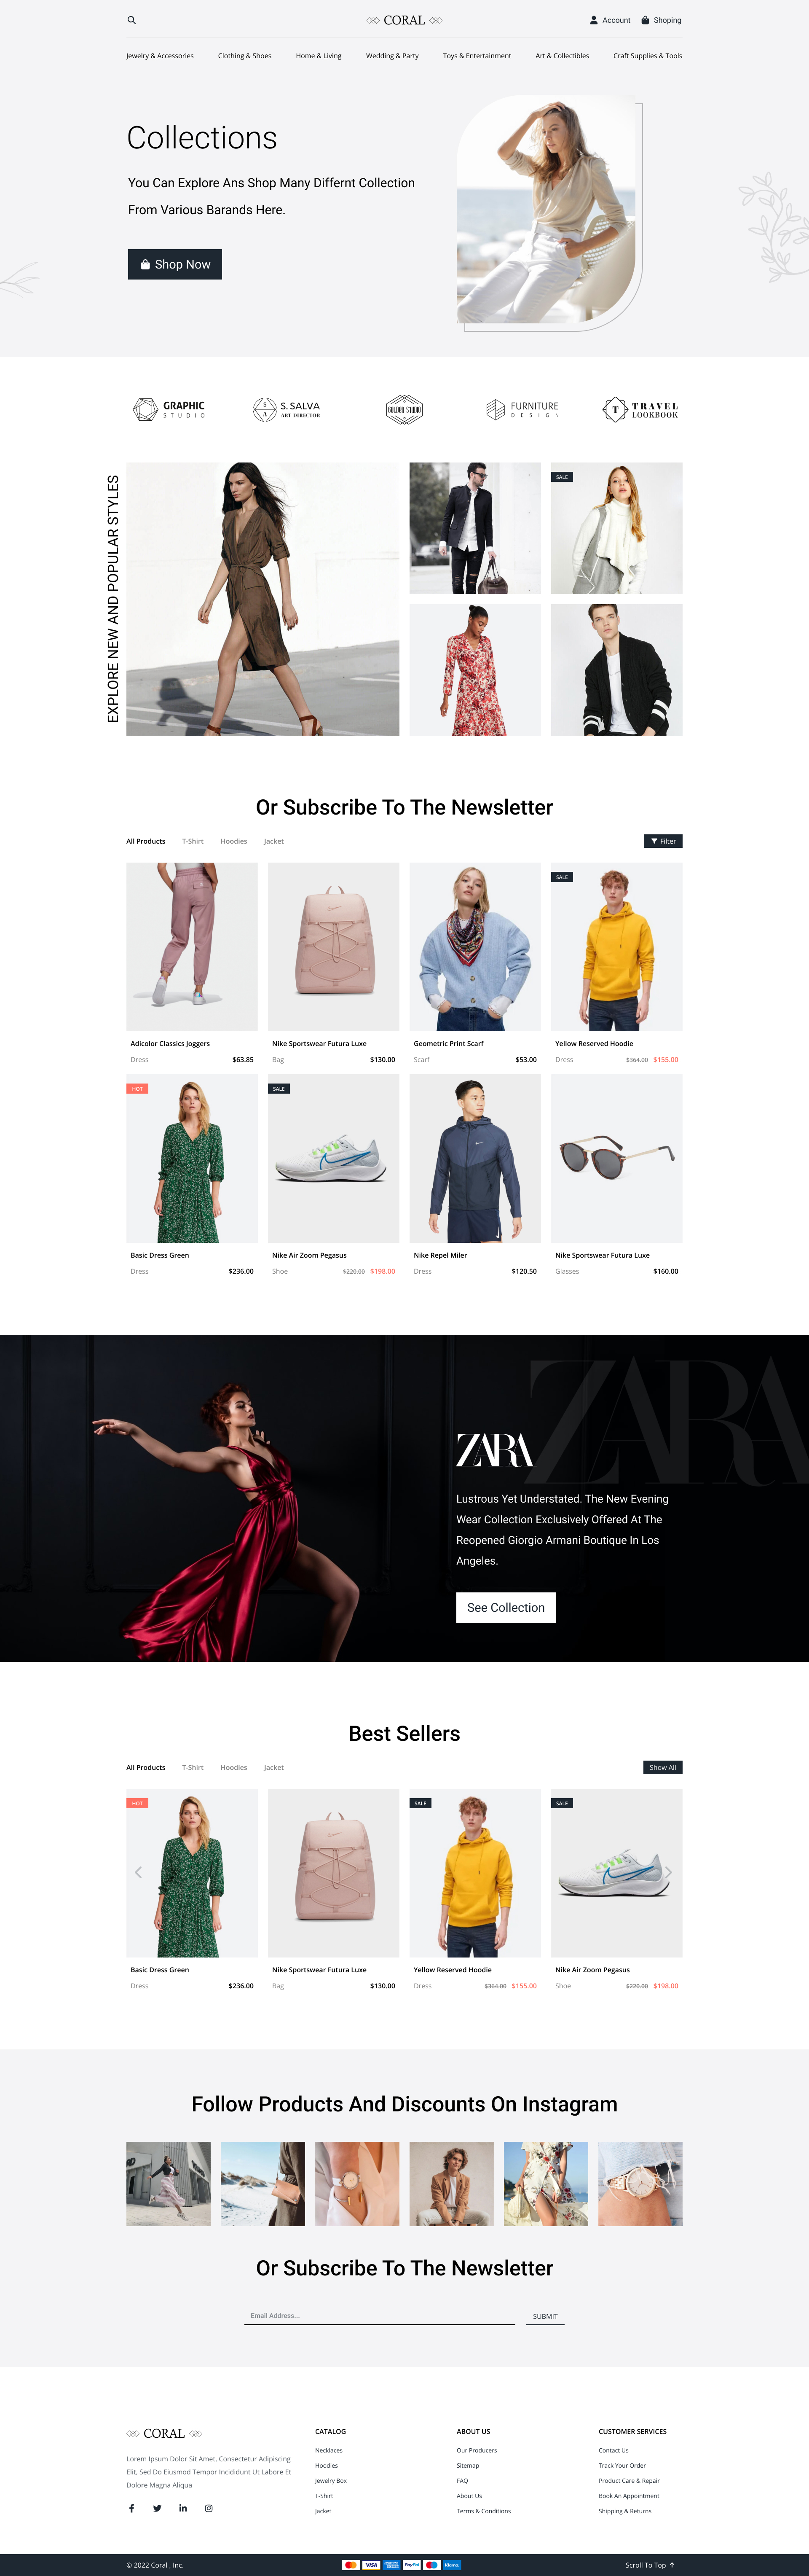 CORAL
Account
Shoping
Jewelry & Accessories
Clothing & Shoes
Home & Living
Wedding & Party
Toys & Entertainment
Art & Collectibles
Craft Supplies & Tools
Collections
You Can Explore Ans Shop Many Differnt Collection
From Various Barands Here.
Shop Now
GRAPHIC
STUDIO
S A
S. SALVA
ART DIRECTOR
GOLDEN STUDIO
FURNITURE
DESIGN
T
TRAVEL
LOOKBOOK
EXPLORE NEW AND POPULAR STYLES
SALE
Or Subscribe To The Newsletter
All Products
T-Shirt
Hoodies
Jacket
Filter
SALE
Adicolor Classics Joggers
Dress
$63.85
Nike Sportswear Futura Luxe
Bag
$130.00
Geometric Print Scarf
Scarf
$53.00
Yellow Reserved Hoodie
Dress
$364.00 $155.00
HOT
SALE
Basic Dress Green
Dress
$236.00
Nike Air Zoom Pegasus
Shoe
$220.00 $198.00
Nike Repel Miler
Dress
$120.50
Nike Sportswear Futura Luxe
Glasses
$160.00
ZARA
ZARA
Lustrous Yet Understated. The New Evening
Wear Collection Exclusively Offered At The
Reopened Giorgio Armani Boutique In Los
Angeles.
See Collection
Best Sellers
All Products
T-Shirt
Hoodies
Jacket
Show All
HOT
SALE
SALE
Basic Dress Green
Dress
$236.00
Nike Sportswear Futura Luxe
Bag
$130.00
Yellow Reserved Hoodie
Dress
$364.00 $155.00
Nike Air Zoom Pegasus
Shoe
$220.00 $198.00
Follow Products And Discounts On Instagram
Or Subscribe To The Newsletter
Email Address...
SUBMIT
CORAL
Lorem Ipsum Dolor Sit Amet, Consectetur Adipiscing
Elit, Sed Do Eiusmod Tempor Incididunt Ut Labore Et
Dolore Magna Aliqua
CATALOG
Necklaces
Hoodies
Jewelry Box
T-Shirt
Jacket
ABOUT US
Our Producers
Sitemap
FAQ
About Us
Terms & Conditions
CUSTOMER SERVICES
Contact Us
Track Your Order
Product Care & Repair
Book An Appointment
Shipping & Returns
© 2022 Coral , Inc.
VISA
PayPal
Klarna
Scroll To Top